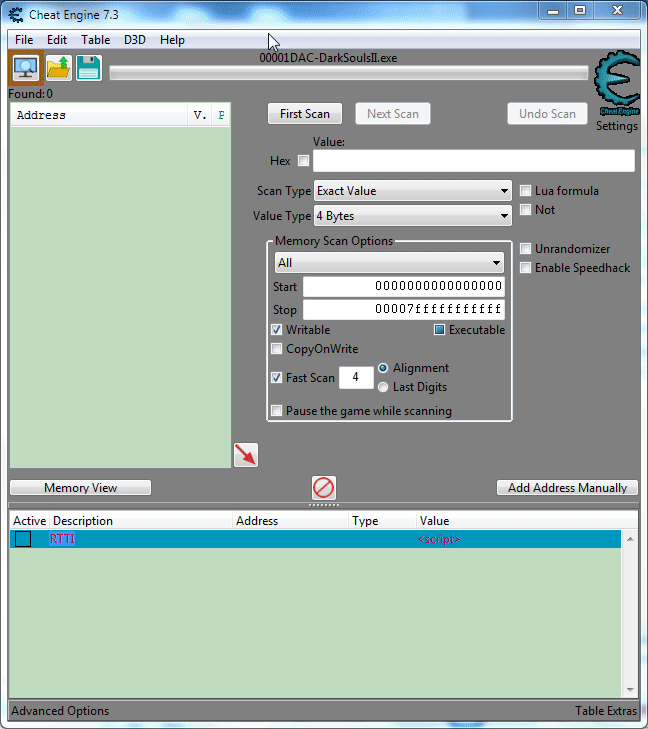 Cheat Engine 7.3
File Edit Table D3D Help
00001DAC-DarkSoulsII.exe
Found:0
Cheat Engine
Settings
Address V. P
First Scan Next Scan Undo Scan
Value:
Hex
Scan Type Exact Value Lua formula
Value Type 4 Bytes Not
Memory Scan Options
All
Unrandomizer
Enable Speedhack
Start 0000000000000000
Stop 00007fffffffffff
Writable Executable
CopyOnWrite
Fast Scan 4 Alignment
Last Digits
Pause the game while scanning
Memory View Add Address Manually
Active Description Address Type Value
RTTI <script>
Advanced Options Table Extras